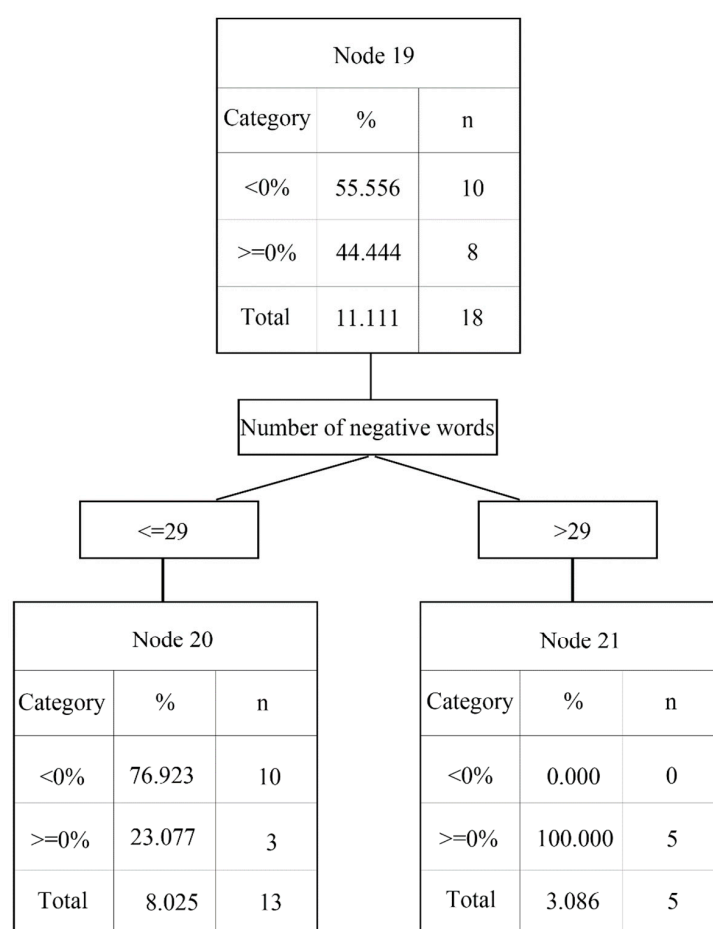 Node 19
Category % n
<0% 55.556 10
>=0% 44.444 8
Total 11.111 18
Number of negative words
<=29
>29
Node 20
Category % n
<0% 76.923 10
>=0% 23.077 3
Total 8.025 13
Node 21
Category % n
<0% 0.000 0
>=0% 100.000 5
Total 3.086 5